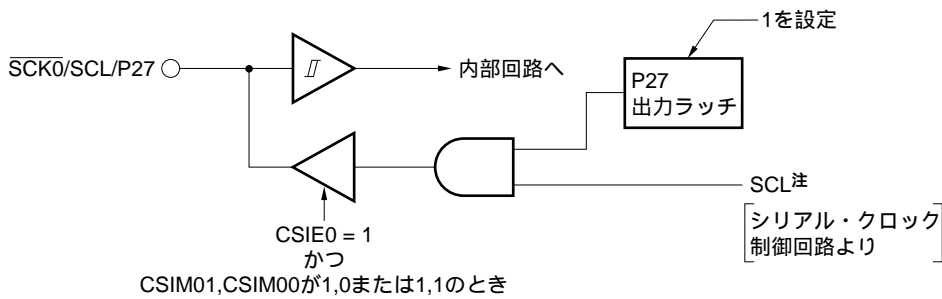 1を設定
SCK0/SCL/P27
内部回路へ
P27
出力ラッチ
SCL注
シリアル・クロック
制御回路より
CSIE0 = 1
かつ
CSIM01,CSIM00が1,0または1,1のとき